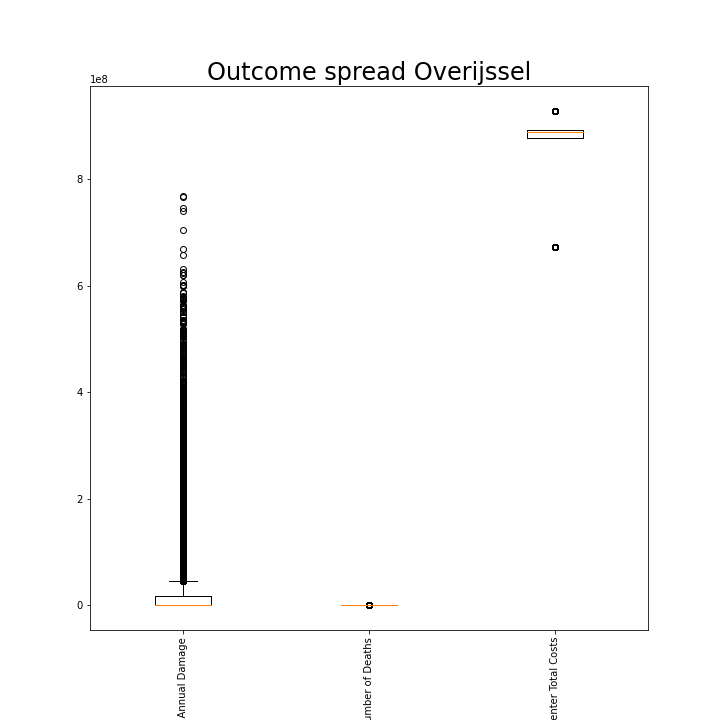 Outcome spread Overijssel
1e8
8
6
4
2
0
Annual Damage
umber of Deaths
enter Total Costs